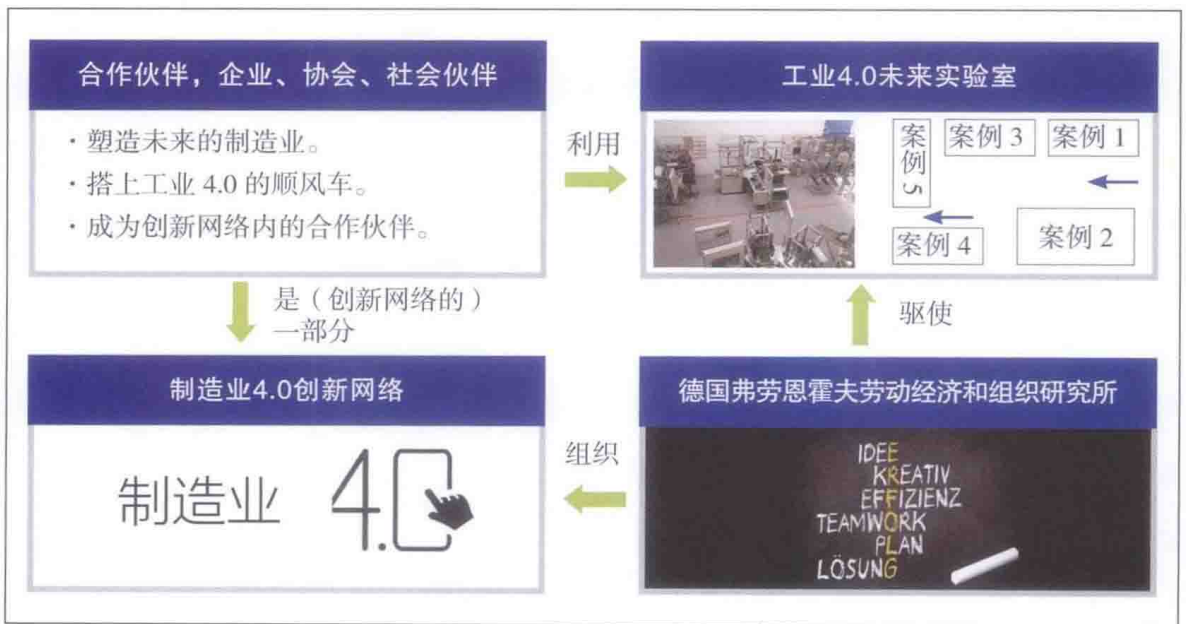 合作伙伴，企业、协会、社会伙伴
·塑造未来的制造业。
·搭上工业 4.0 的顺风车。
·成为创新网络内的合作伙伴。
利用
工业4.0未来实验室
案例 5
案例 3
案例 1
案例 4
案例 2
是（创新网络的）
一部分
驱使
制造业4.0创新网络
制造业 4.0
组织
德国弗劳恩霍夫劳动经济和组织研究所
IDEE
KREATIV
EFFIZIENZ
TEAMWORK
PLAN
LÖSUNG